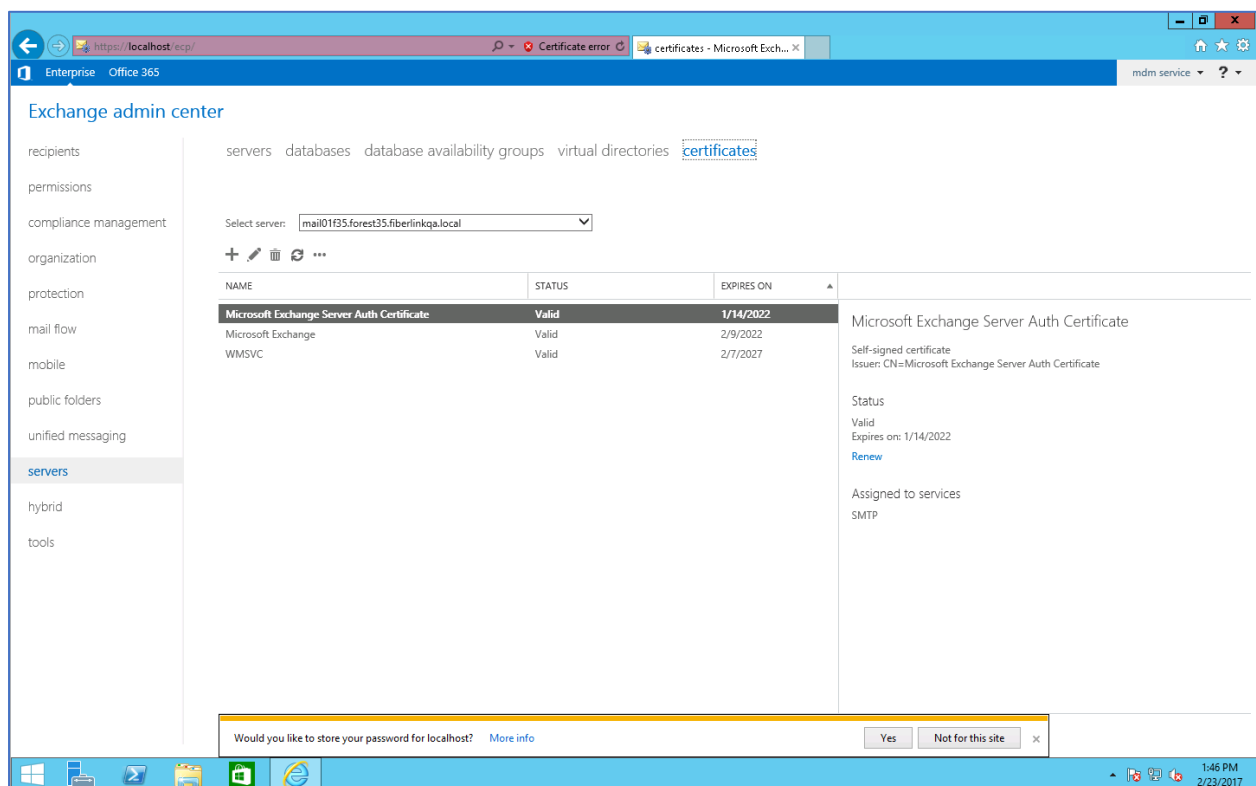 https://localhost/ecp/ Certificate error certificates - Microsoft Exch...
Enterprise Office 365 mdm service ?
Exchange admin center
recipients
permissions
compliance management
organization
protection
mail flow
mobile
public folders
unified messaging
servers
hybrid
tools
servers databases database availability groups virtual directories certificates
Select server: mail01f35.forest35.fiberlinkqa.local
NAME STATUS EXPIRES ON
Microsoft Exchange Server Auth Certificate Valid 1/14/2022
Microsoft Exchange Valid 2/9/2022
WMSVC Valid 2/7/2027
Microsoft Exchange Server Auth Certificate
Self-signed certificate
Issuer: CN=Microsoft Exchange Server Auth Certificate
Status
Valid
Expires on: 1/14/2022
Renew
Assigned to services
SMTP
Would you like to store your password for localhost? More info Yes Not for this site
1:46 PM
2/23/2017